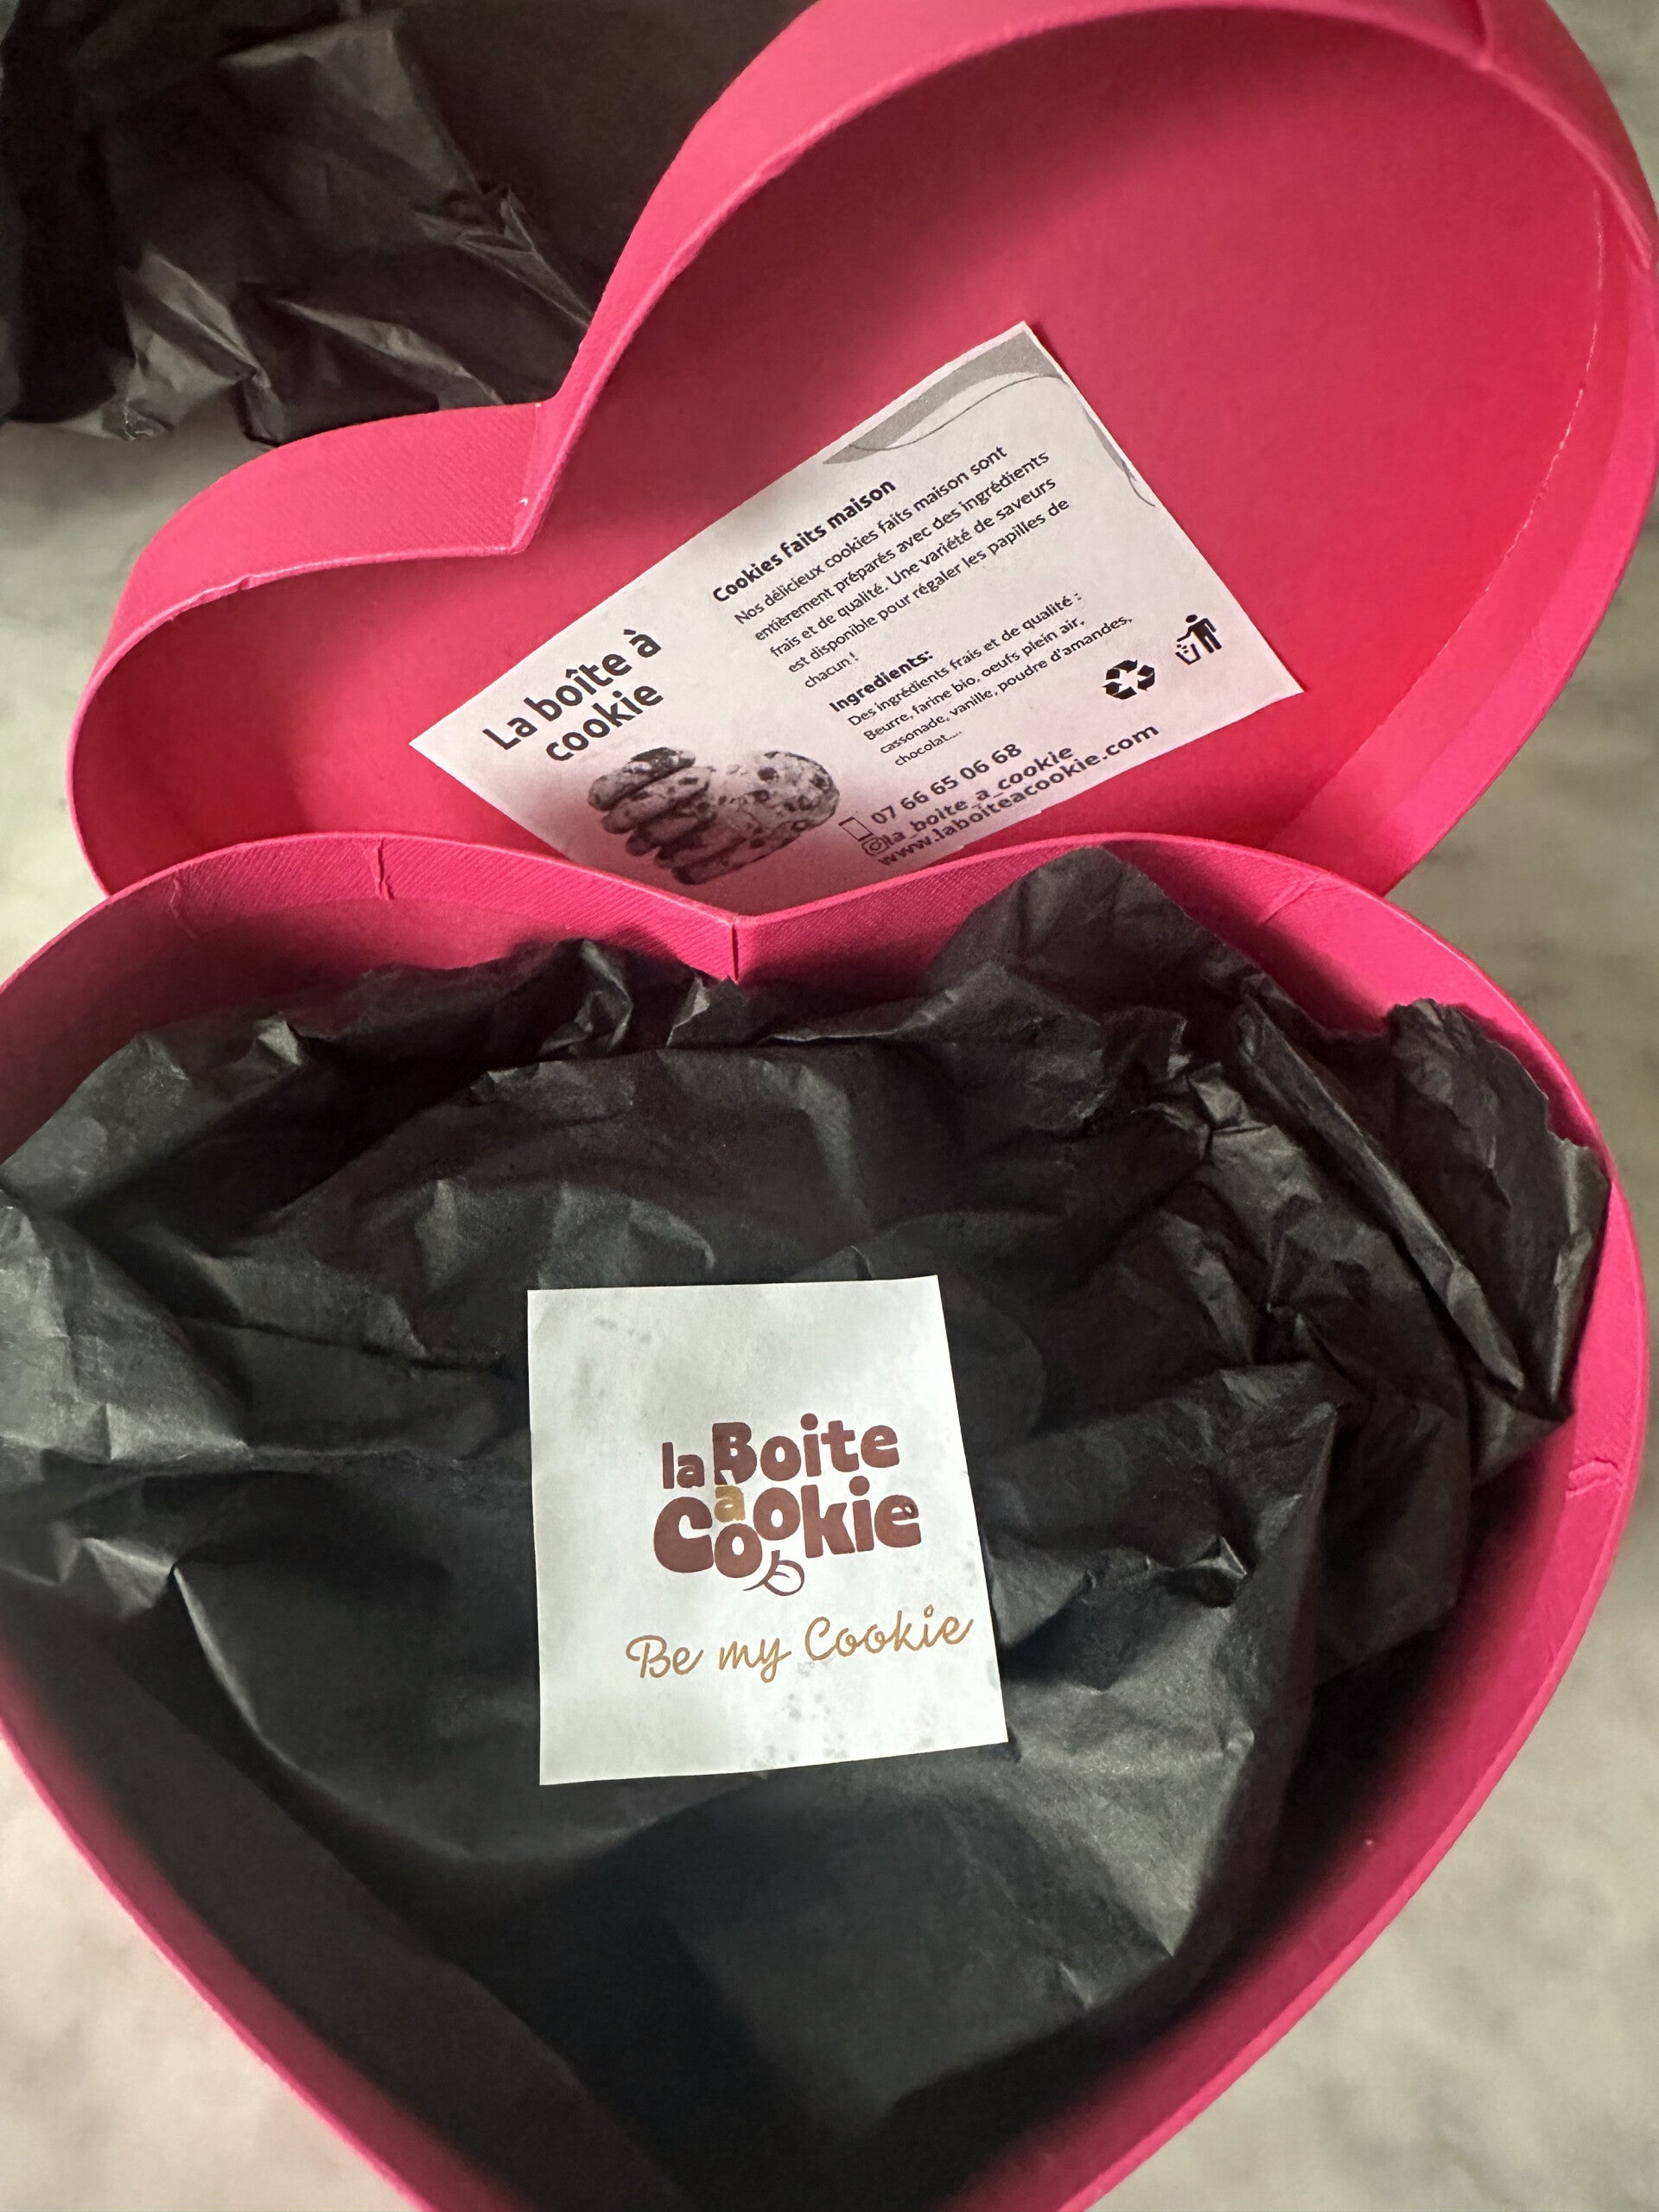 La boîte à
cookie
Cookies faits maison
Nos délicieux cookies faits maison sont
entièrement préparés avec des ingrédients
frais et de qualité. Une variété de saveurs
est disponible pour régaler les papilles de
chacun !
Ingredients:
Des ingrédients frais et de qualité :
Beurre, farine bio, oeufs plein air,
cassonade, vanille, poudre d'amandes,
chocolat....
07 66 65 06 68
la_boite_a_cookie
www.laboiteacookie.com
la Boite
a
Cookie
Be my Cookie